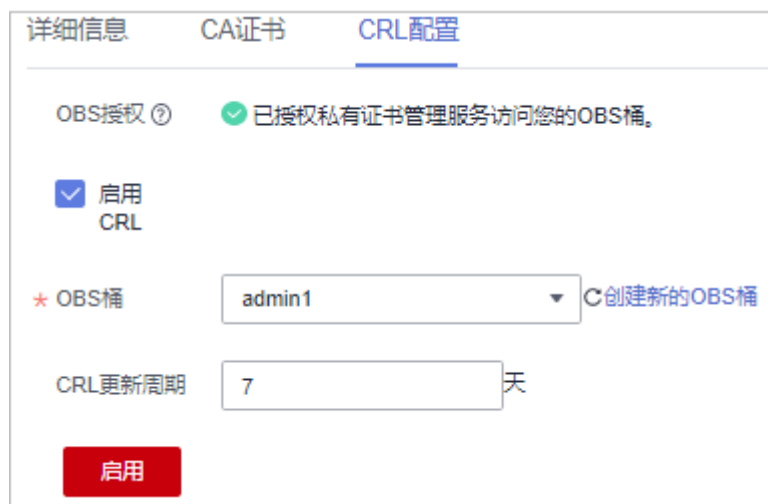 详细信息 CA证书 CRL配置
OBS授权 ? 已授权私有证书管理服务访问您的OBS桶。
启用
CRL
* OBS桶 admin1 C创建新的OBS桶
CRL更新周期 7 天
启用